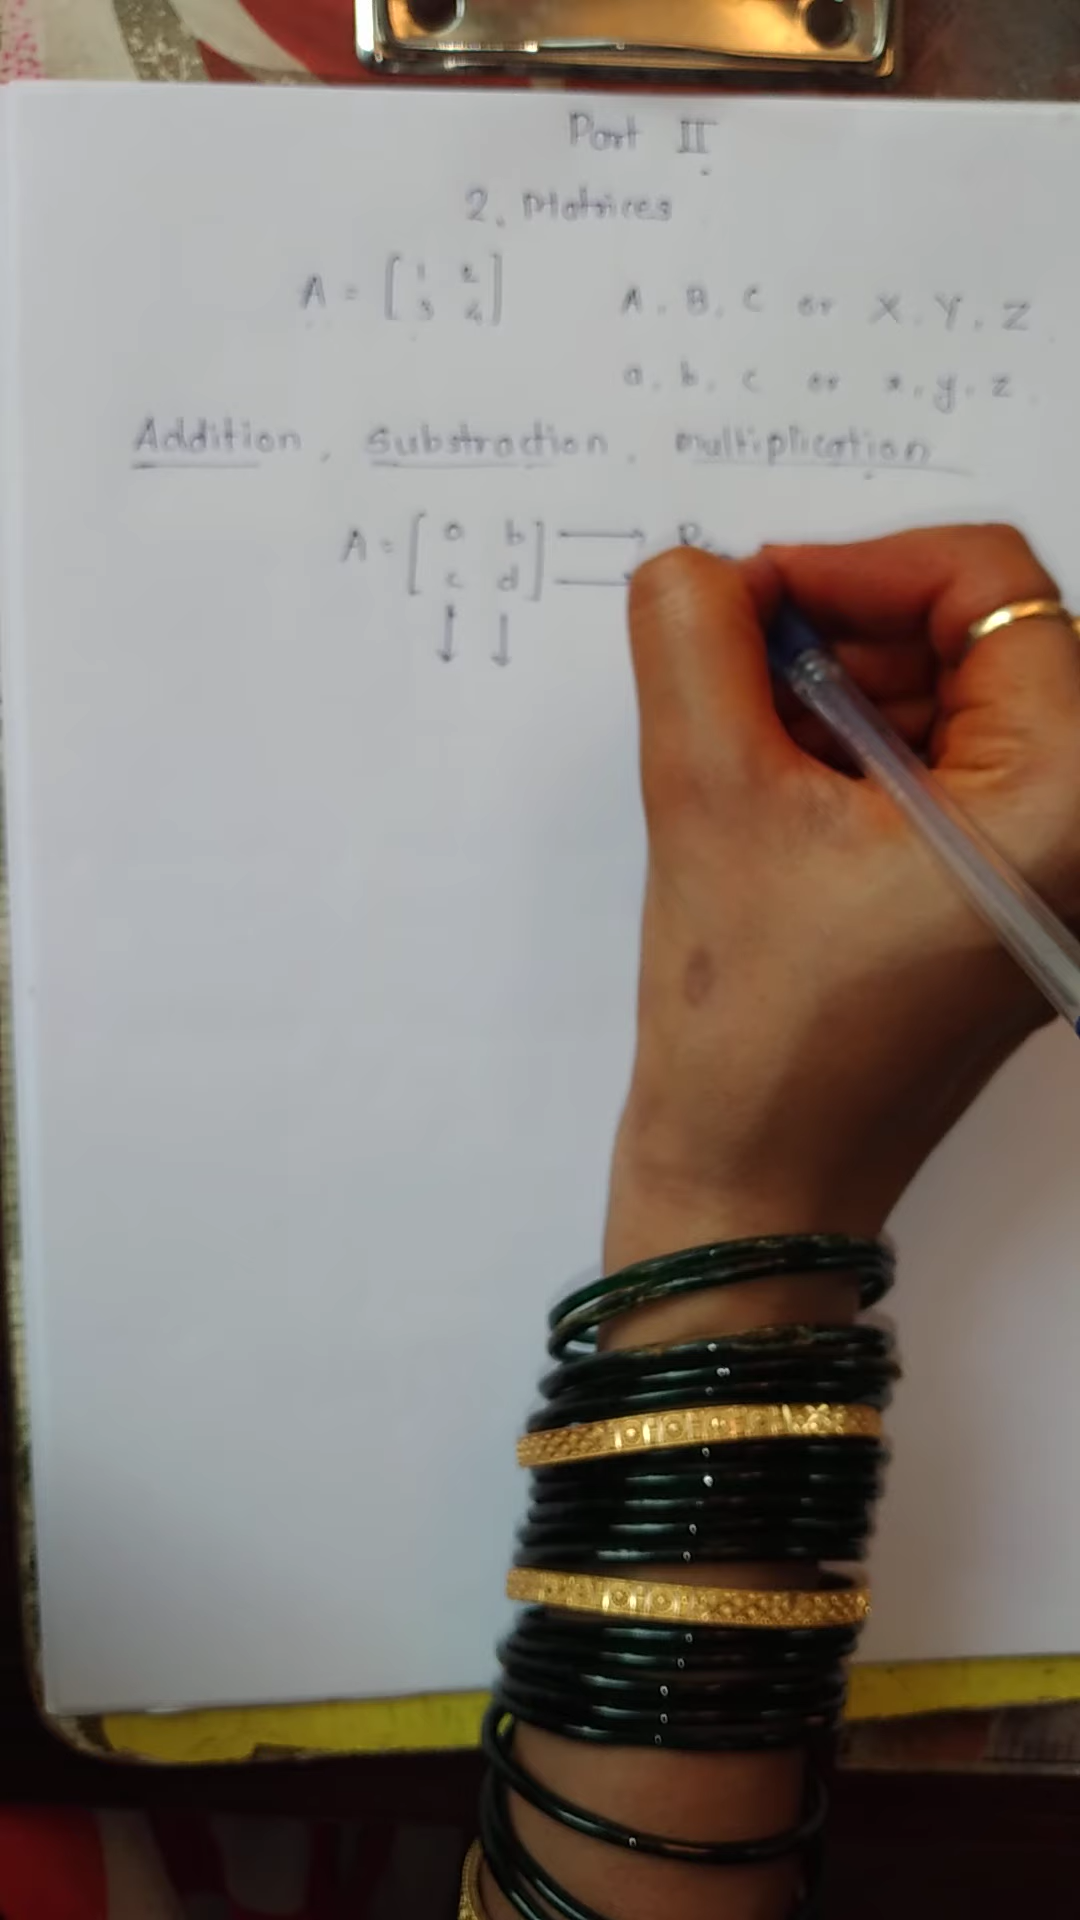 Part II
2. Matrices
A = [ 1 2 A, B, C or X, Y, Z
3 4 ]
a, b, c or x, y, z
Addition, Substraction, multiplication
A = [ a b ] →
c d →
↓ ↓